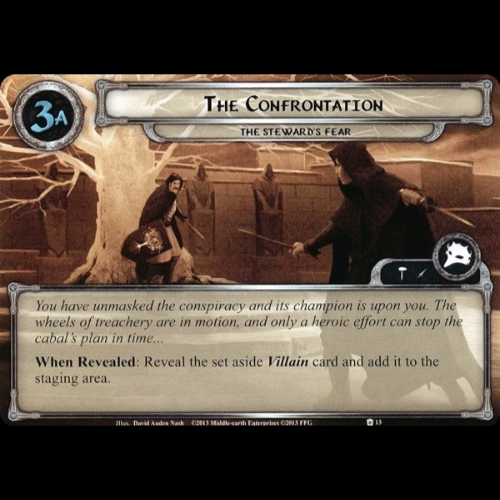 3A
THE CONFRONTATION
THE STEWARD'S FEAR
You have unmasked the conspiracy and its champion is upon you. The
wheels of treachery are in motion, and only a heroic effort can stop the
cabal's plan in time...
When Revealed: Reveal the set aside Villain card and add it to the
staging area.
Illus. David Auden Nash ©2013 Middle-earth Enterprises ©2013 FFG 13